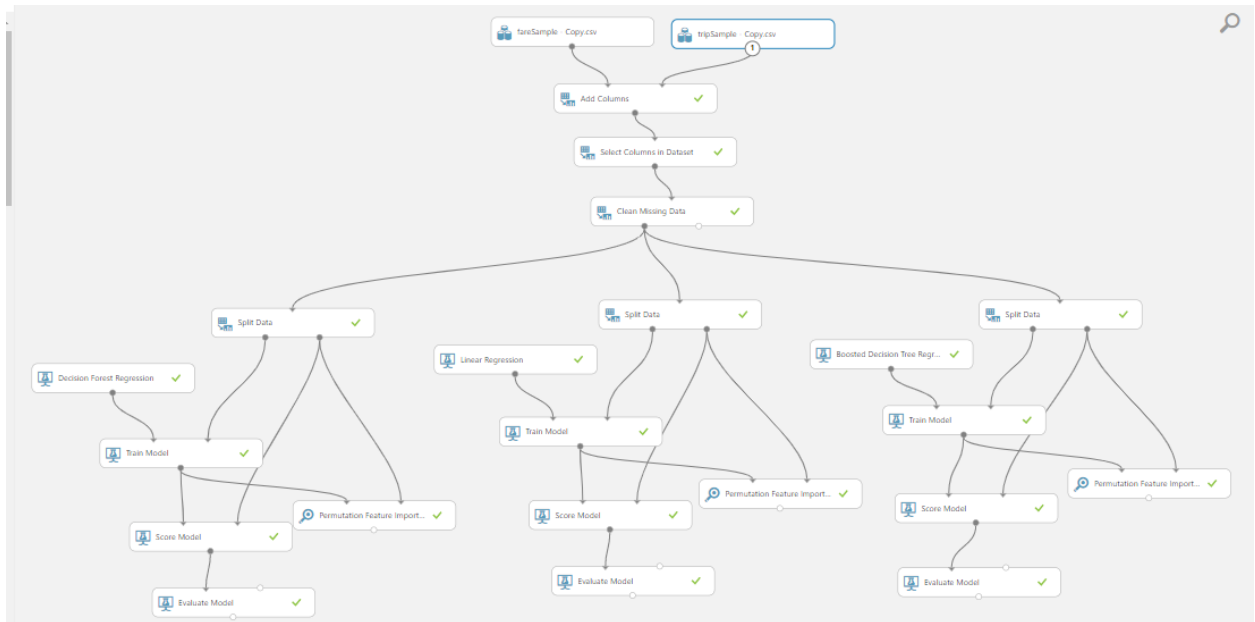 fareSample - Copy.csv
tripSample - Copy.csv
1
Add Columns
Select Columns in Dataset
Clean Missing Data
Split Data
Split Data
Split Data
Decision Forest Regression
Linear Regression
Boosted Decision Tree Regr...
Train Model
Train Model
Train Model
Permutation Feature Import...
Permutation Feature Import...
Permutation Feature Import...
Score Model
Score Model
Score Model
Evaluate Model
Evaluate Model
Evaluate Model